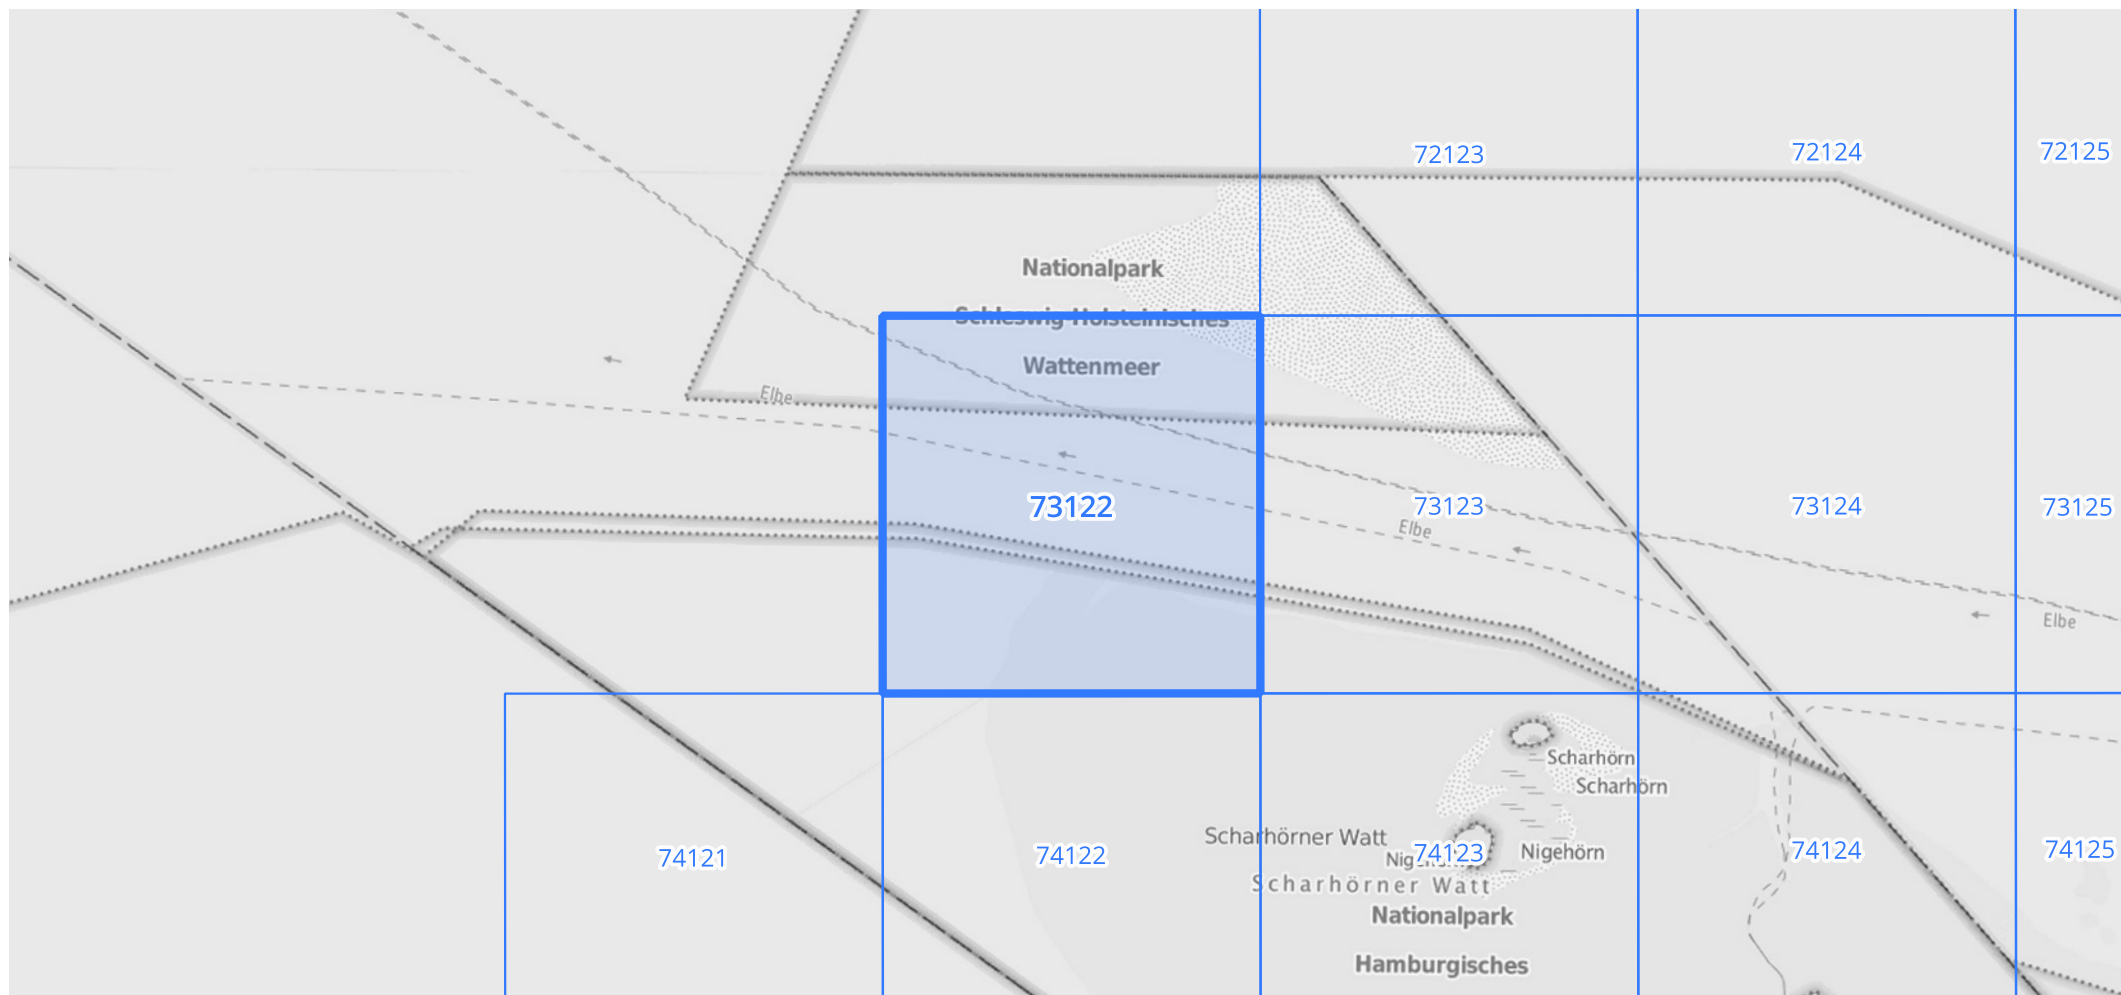 72123
72124
72125
Nationalpark
Schleswig-Holsteinisches
Wattenmeer
Elbe
73122
73123
73124
73125
Elbe
Elbe
Scharhörn
Scharhörn
Scharhörner Watt
74121
74122
74123
74124
74125
Nigehörn
Scharhörner Watt
Nationalpark
Hamburgisches